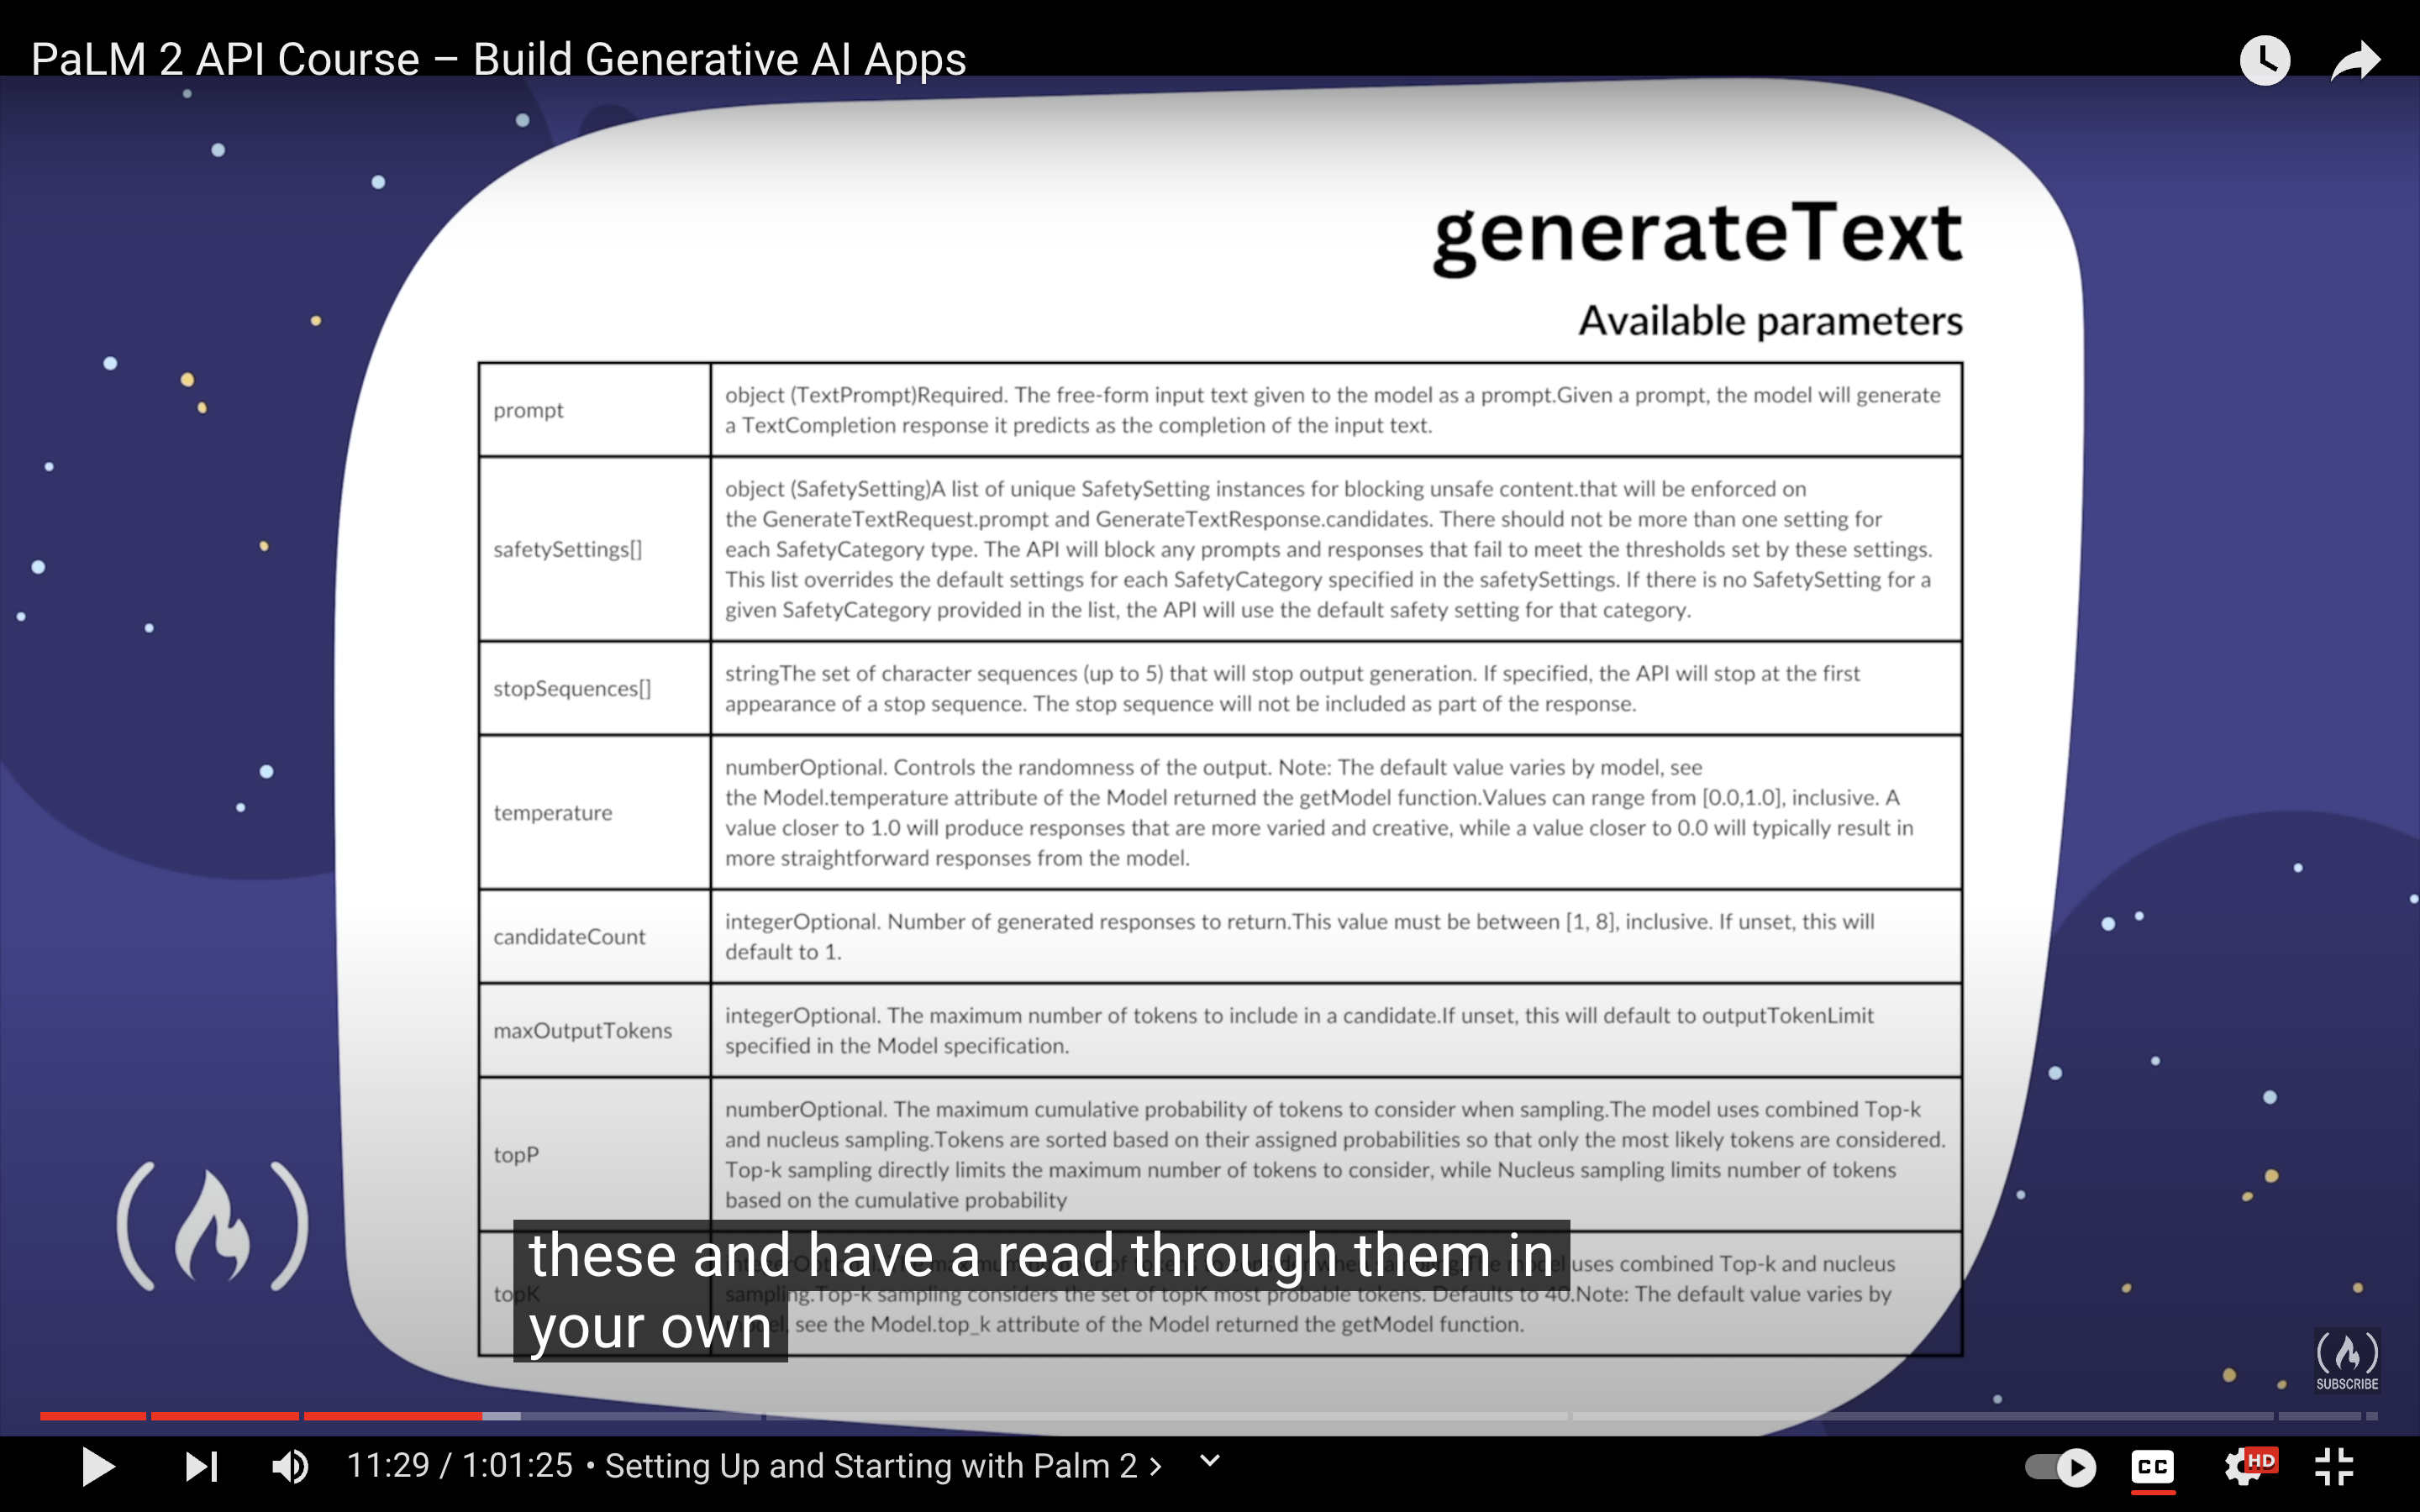 PaLM 2 API Course – Build Generative AI Apps
generateText
Available parameters
prompt
object (TextPrompt)Required. The free-form input text given to the model as a prompt.Given a prompt, the model will generate
a TextCompletion response it predicts as the completion of the input text.
safetySettings[]
object (SafetySetting)A list of unique SafetySetting instances for blocking unsafe content.that will be enforced on
the GenerateTextRequest.prompt and GenerateTextResponse.candidates. There should not be more than one setting for
each SafetyCategory type. The API will block any prompts and responses that fail to meet the thresholds set by these settings.
This list overrides the default settings for each SafetyCategory specified in the safetySettings. If there is no SafetySetting for a
given SafetyCategory provided in the list, the API will use the default safety setting for that category.
stopSequences[]
stringThe set of character sequences (up to 5) that will stop output generation. If specified, the API will stop at the first
appearance of a stop sequence. The stop sequence will not be included as part of the response.
temperature
numberOptional. Controls the randomness of the output. Note: The default value varies by model, see
the Model.temperature attribute of the Model returned the getModel function.Values can range from [0.0,1.0], inclusive. A
value closer to 1.0 will produce responses that are more varied and creative, while a value closer to 0.0 will typically result in
more straightforward responses from the model.
candidateCount
integerOptional. Number of generated responses to return.This value must be between [1, 8], inclusive. If unset, this will
default to 1.
maxOutputTokens
integerOptional. The maximum number of tokens to include in a candidate.If unset, this will default to outputTokenLimit
specified in the Model specification.
topP
numberOptional. The maximum cumulative probability of tokens to consider when sampling.The model uses combined Top-k
and nucleus sampling.Tokens are sorted based on their assigned probabilities so that only the most likely tokens are considered.
Top-k sampling directly limits the maximum number of tokens to consider, while Nucleus sampling limits number of tokens
based on the cumulative probability
topK
uses combined Top-k and nucleus
sampling.Top-k sampling considers the set of topK most probable tokens. Defaults to 40.Note: The default value varies by
see the Model.top_k attribute of the Model returned the getModel function.
these and have a read through them in
your own
SUBSCRIBE
11:29 / 1:01:25 • Setting Up and Starting with Palm 2 >
CC
HD